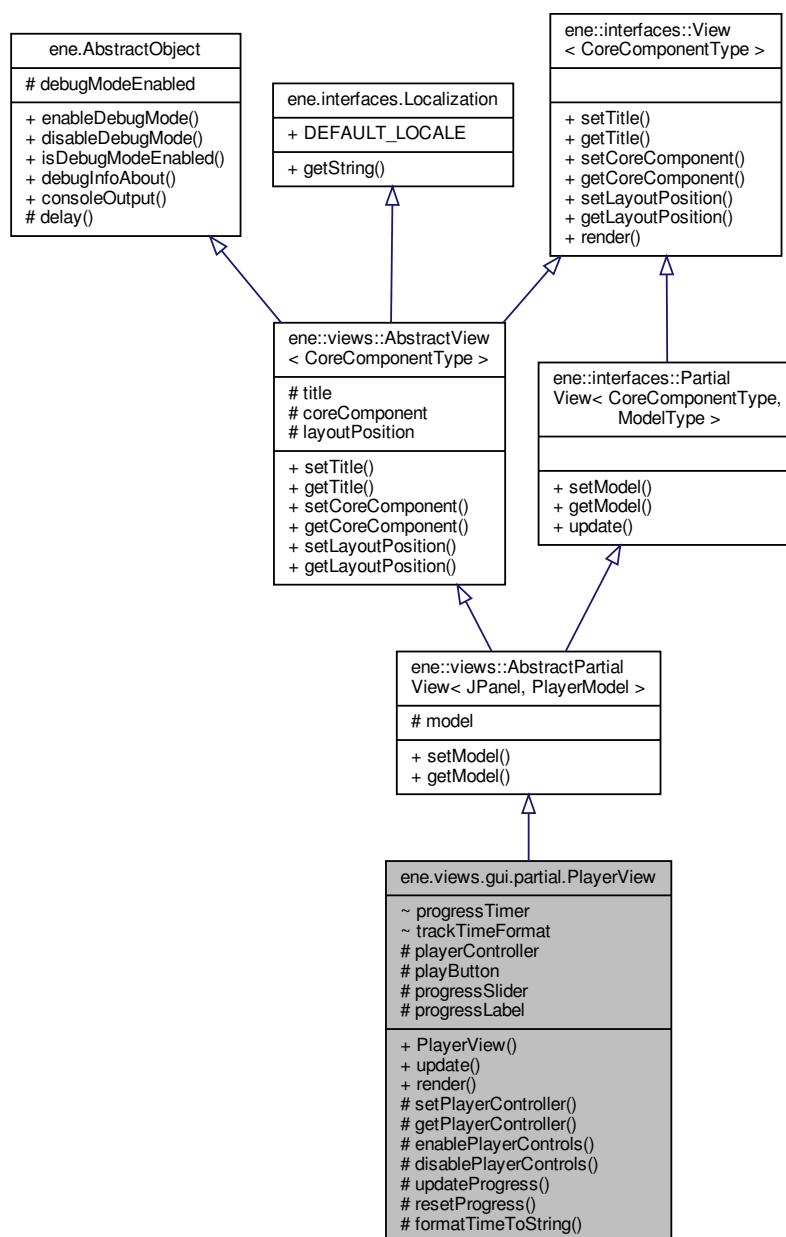 ene.AbstractObject
# debugModeEnabled
+ enableDebugMode()
+ disableDebugMode()
+ isDebugModeEnabled()
+ debugInfoAbout()
+ consoleOutput()
# delay()
ene.interfaces.Localization
+ DEFAULT_LOCALE
+ getString()
ene::interfaces::View
< CoreComponentType >
+ setTitle()
+ getTitle()
+ setCoreComponent()
+ getCoreComponent()
+ setLayoutPosition()
+ getLayoutPosition()
+ render()
ene::views::AbstractView
< CoreComponentType >
# title
# coreComponent
# layoutPosition
+ setTitle()
+ getTitle()
+ setCoreComponent()
+ getCoreComponent()
+ setLayoutPosition()
+ getLayoutPosition()
ene::interfaces::Partial
View< CoreComponentType,
ModelType >
+ setModel()
+ getModel()
+ update()
ene::views::AbstractPartial
View< JPanel, PlayerModel >
# model
+ setModel()
+ getModel()
ene.views.gui.partial.PlayerView
~ progressTimer
~ trackTimeFormat
# playerController
# playButton
# progressSlider
# progressLabel
+ PlayerView()
+ update()
+ render()
# setPlayerController()
# getPlayerController()
# enablePlayerControls()
# disablePlayerControls()
# updateProgress()
# resetProgress()
# formatTimeToString()